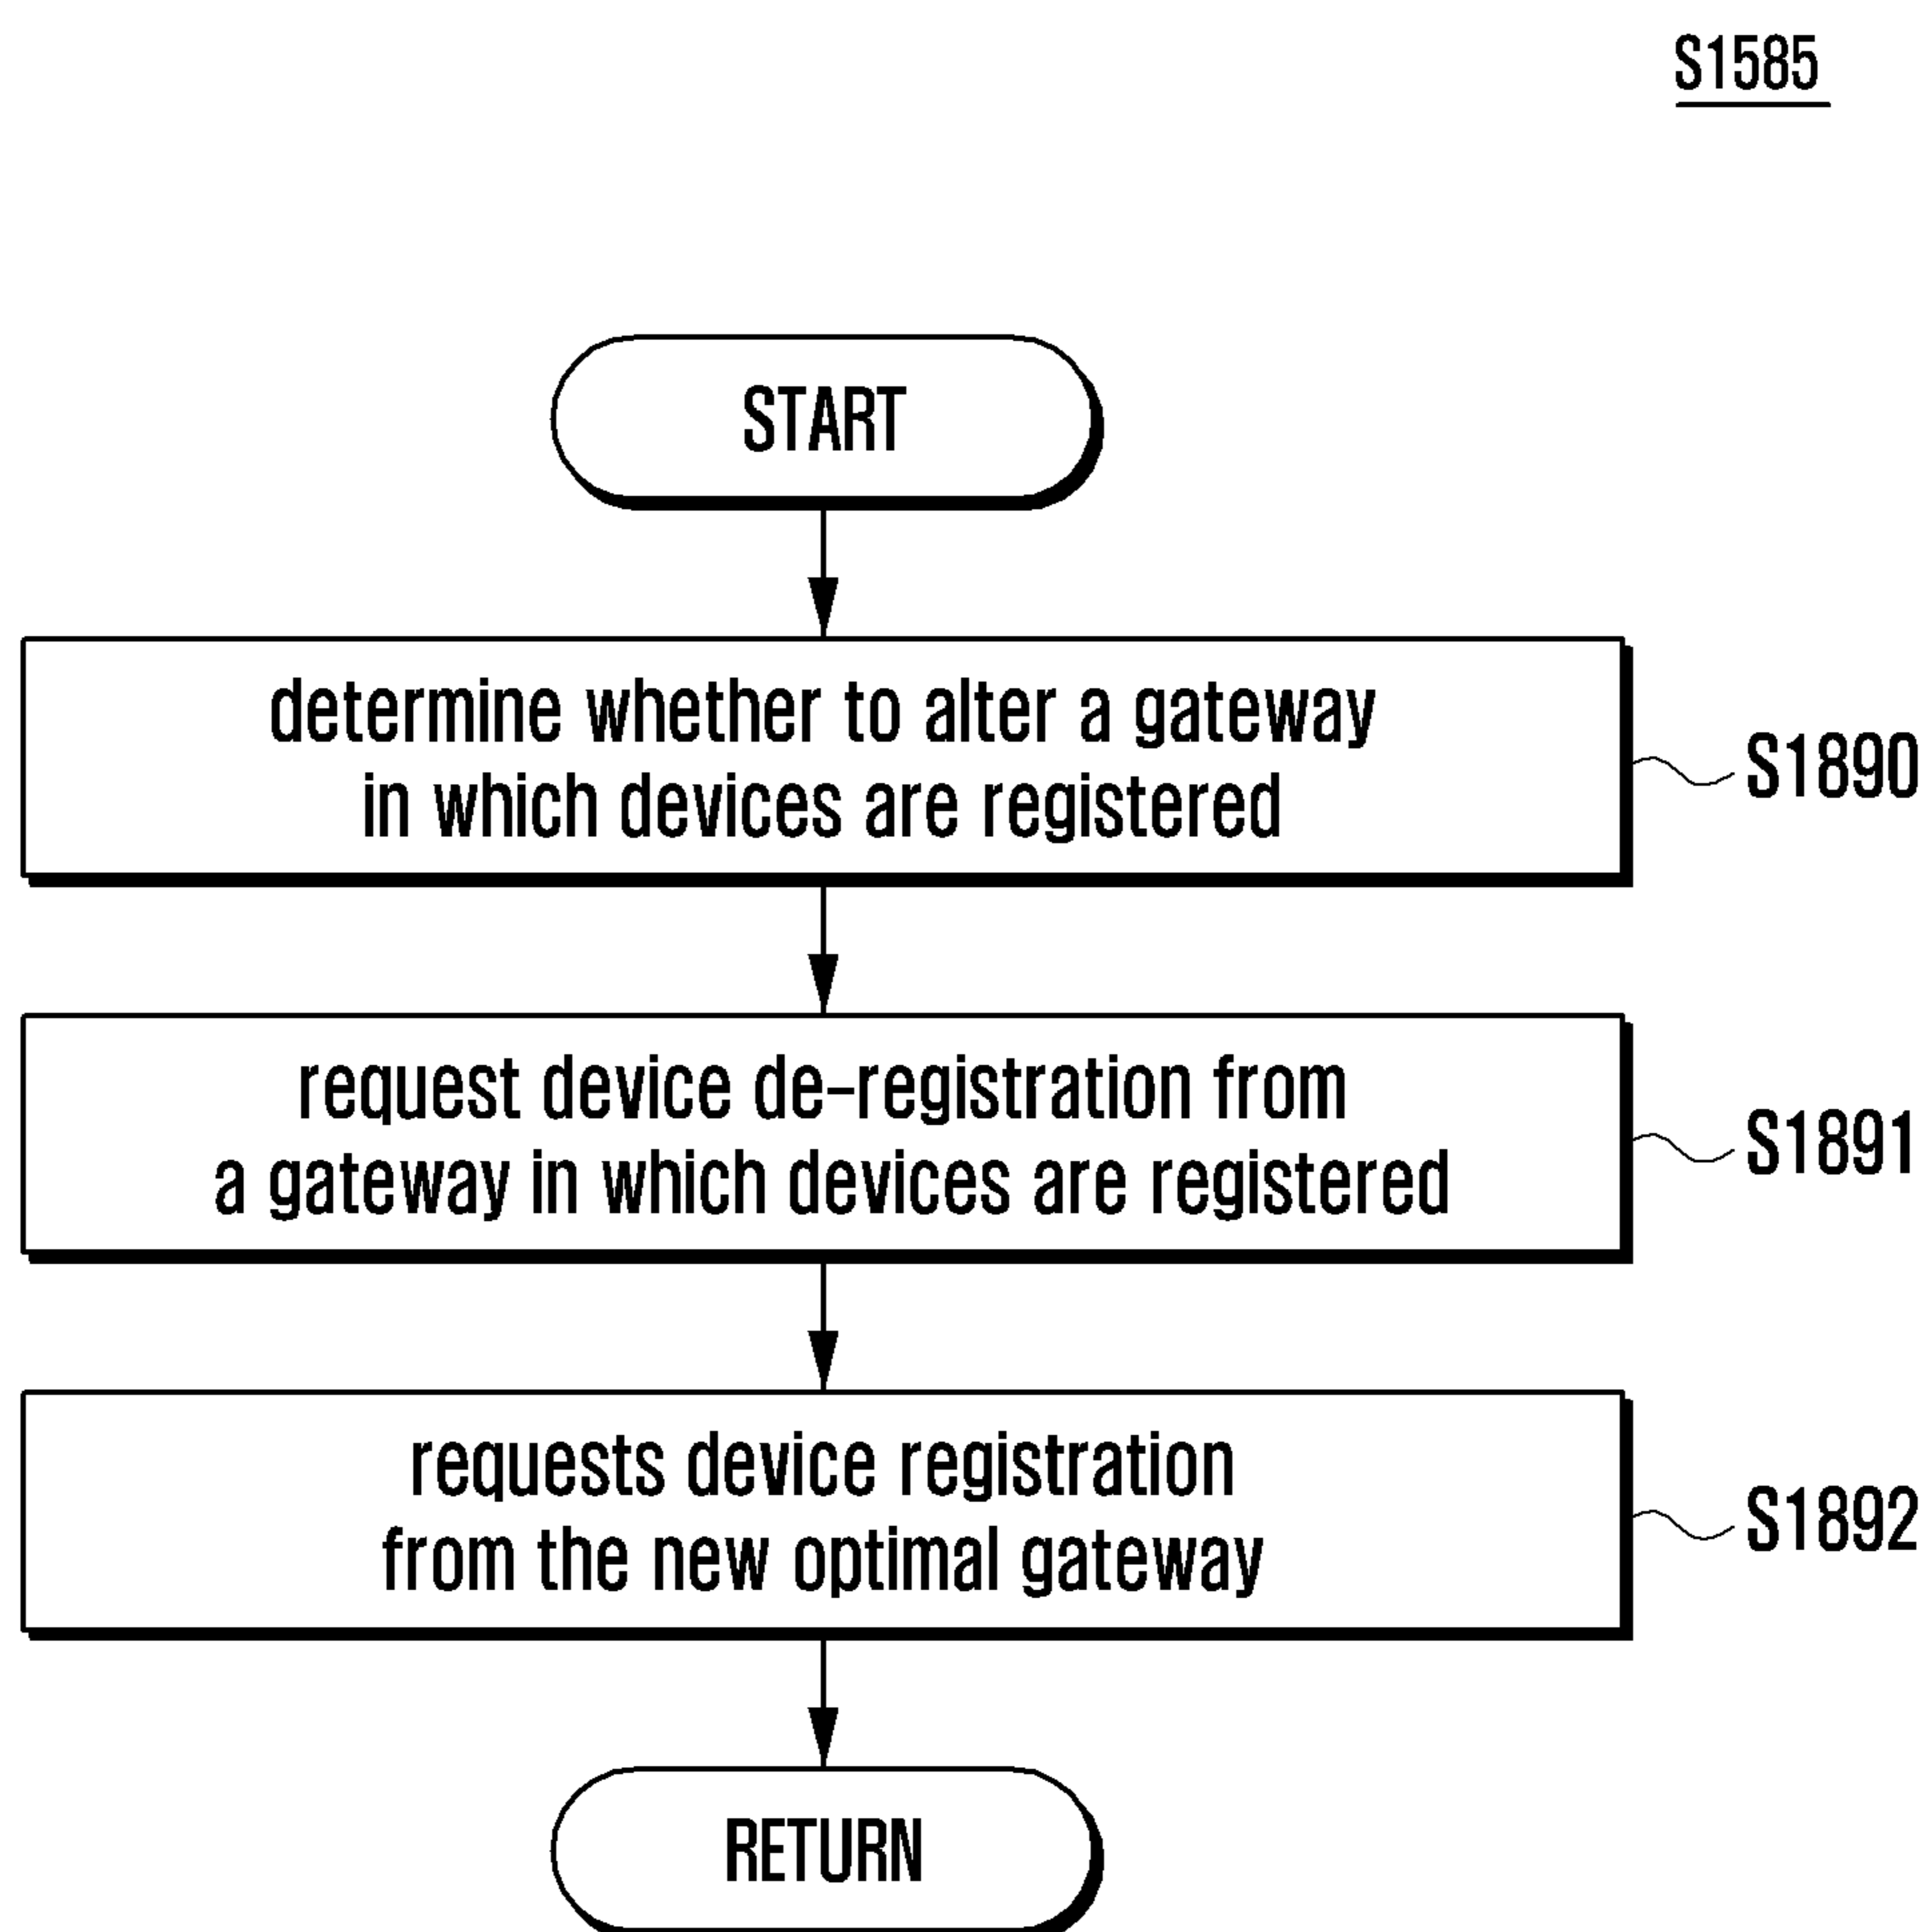 S1585
START
determine whether to alter a gateway
in which devices are registered
S1890
request device de–registration from
a gateway in which devices are registered
S1891
requests device registration
from the new optimal gateway
S1892
RETURN